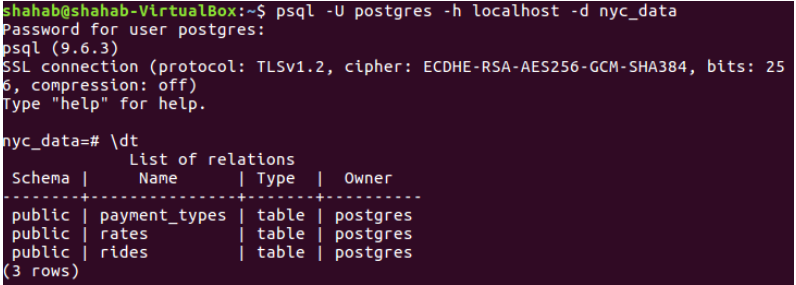 shahab@shahab-VirtualBox:~$ psql -U postgres -h localhost -d nyc_data
Password for user postgres:
psql (9.6.3)
SSL connection (protocol: TLSv1.2, cipher: ECDHE-RSA-AES256-GCM-SHA384, bits: 25
6, compression: off)
Type "help" for help.

nyc_data=# \dt
             List of relations
 Schema |     Name      | Type  |  Owner
--------+---------------+-------+----------
 public | payment_types | table | postgres
 public | rates         | table | postgres
 public | rides         | table | postgres
(3 rows)